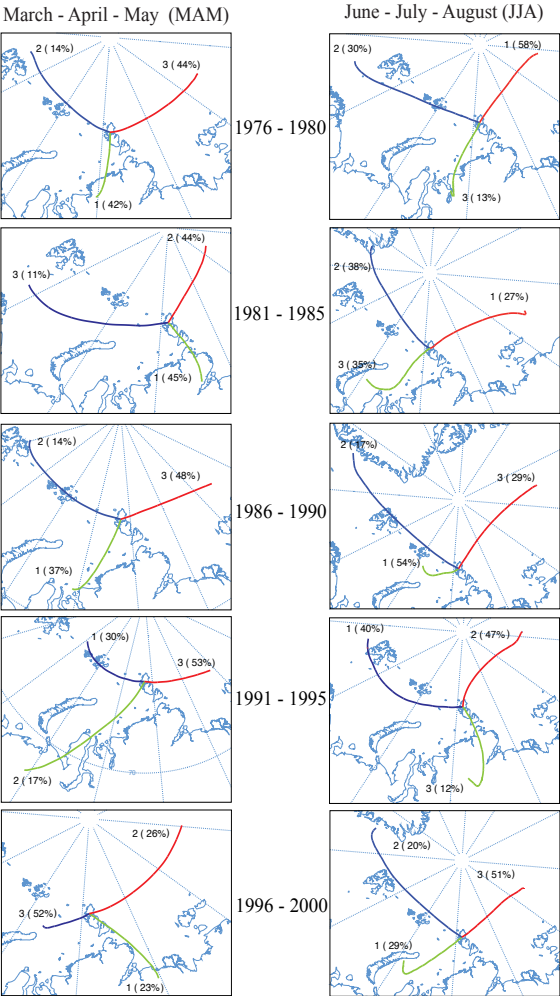 March - April - May (MAM)
June - July - August (JJA)
2 ( 14%)
3 ( 44%)
1 ( 42%)
1976 - 1980
2 ( 30%)
1 ( 58%)
3 ( 13%)
2 ( 44%)
3 ( 11%)
1 ( 45%)
1981 - 1985
2 ( 38%)
1 ( 27%)
3 ( 35%)
2 ( 14%)
3 ( 48%)
1 ( 37%)
1986 - 1990
2 ( 17%)
3 ( 29%)
1 ( 54%)
1 ( 30%)
3 ( 53%)
2 ( 17%)
70
1991 - 1995
1 ( 40%)
2 ( 47%)
3 ( 12%)
2 ( 26%)
3 ( 52%)
1 ( 23%)
1996 - 2000
2 ( 20%)
3 ( 51%)
1 ( 29%)